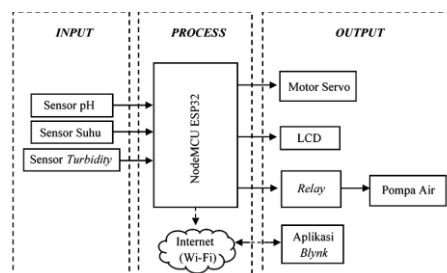 INPUT
PROCESS
OUTPUT
Sensor pH
Sensor Suhu
Sensor Turbidity
NodeMCU ESP32
Motor Servo
LCD
Relay
Pompa Air
Internet
(Wi-Fi)
Aplikasi
Blynk